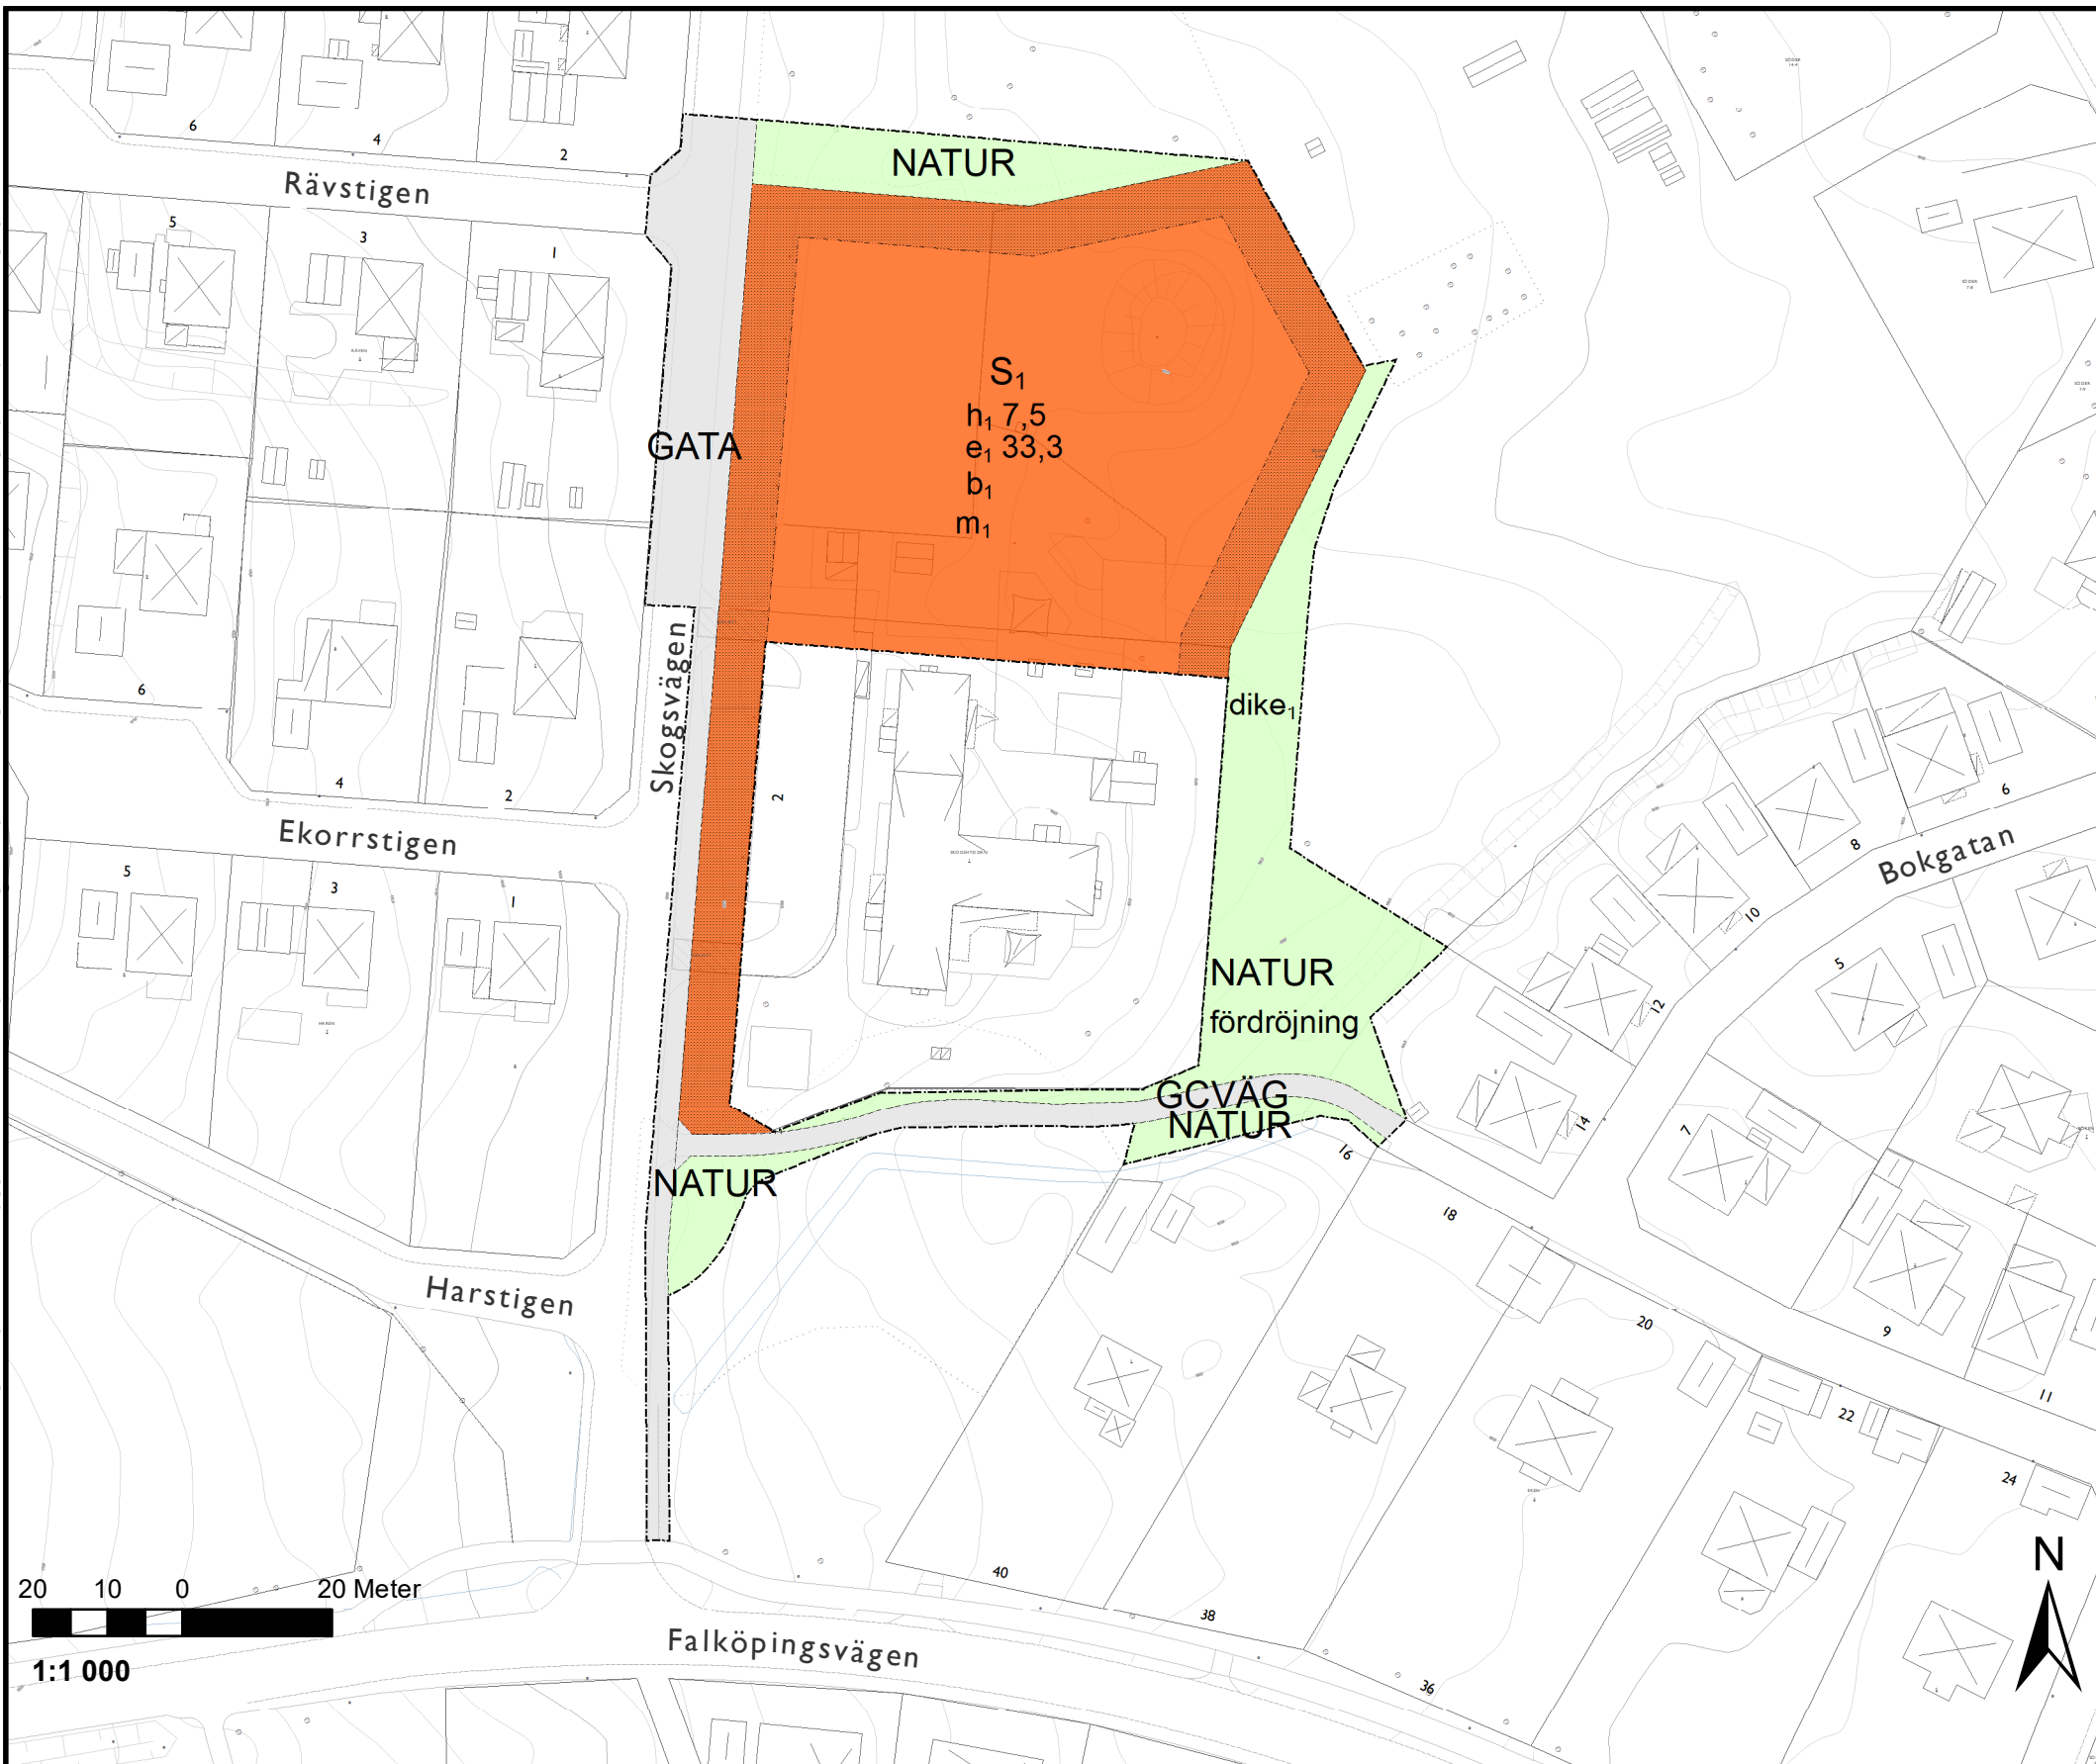 6
4
2
Rävstigen
NATUR
5
3
1
S₁
h₁ 7,5
e₁ 33,3
b₁
m₁
GATA
Skogsvägen
6
4
2
2
dike₁
Ekorrstigen
5
3
1
6
8
Bokgatan
10
5
12
NATUR
fördröjning
GCVÄG
NATUR
14
7
16
NATUR
18
Harstigen
20
9
11
22
24
40
38
36
N
20 10 0 20 Meter
1:1 000
Falköpingsvägen